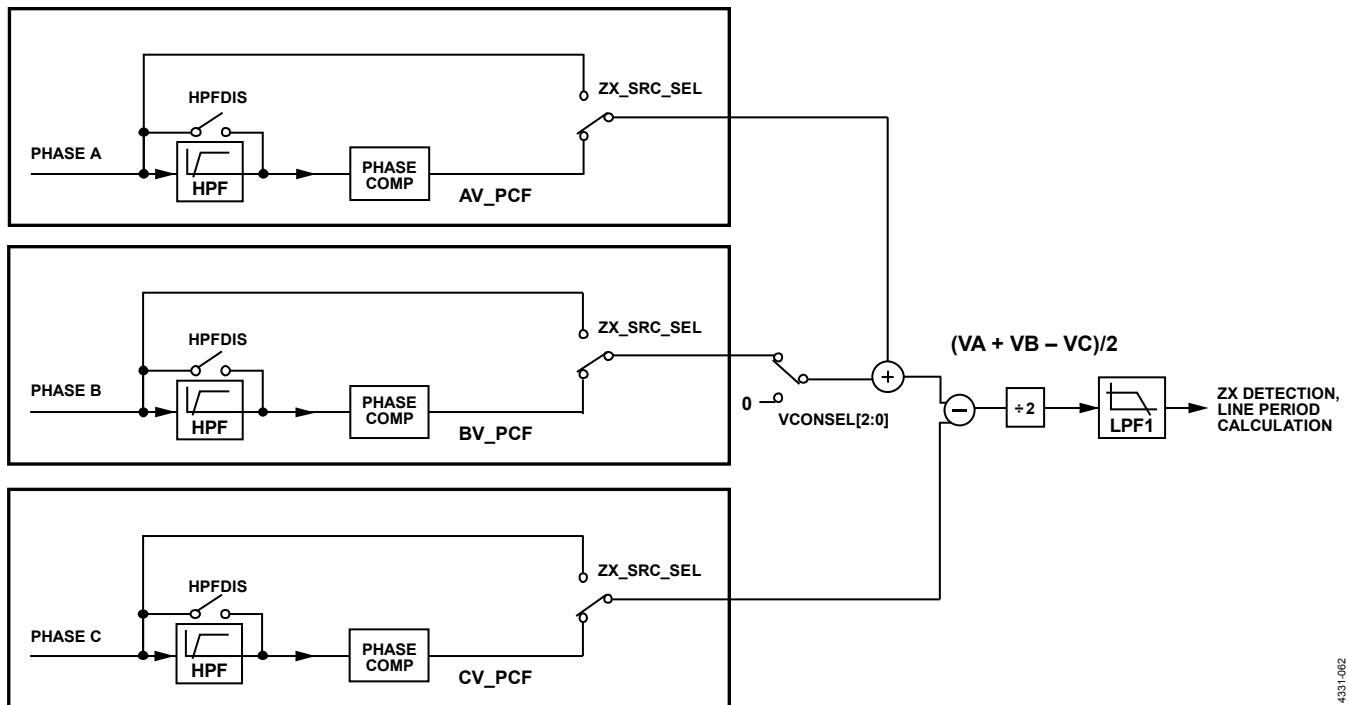 HPFDIS
ZX_SRC_SEL
PHASE A
HPF
PHASE
COMP
AV_PCF
HPFDIS
ZX_SRC_SEL
PHASE B
HPF
PHASE
COMP
BV_PCF
0
VCONSEL[2:0]
+
(VA + VB – VC)/2
–
÷2
LPF1
ZX DETECTION,
LINE PERIOD
CALCULATION
HPFDIS
ZX_SRC_SEL
PHASE C
HPF
PHASE
COMP
CV_PCF
4331-062